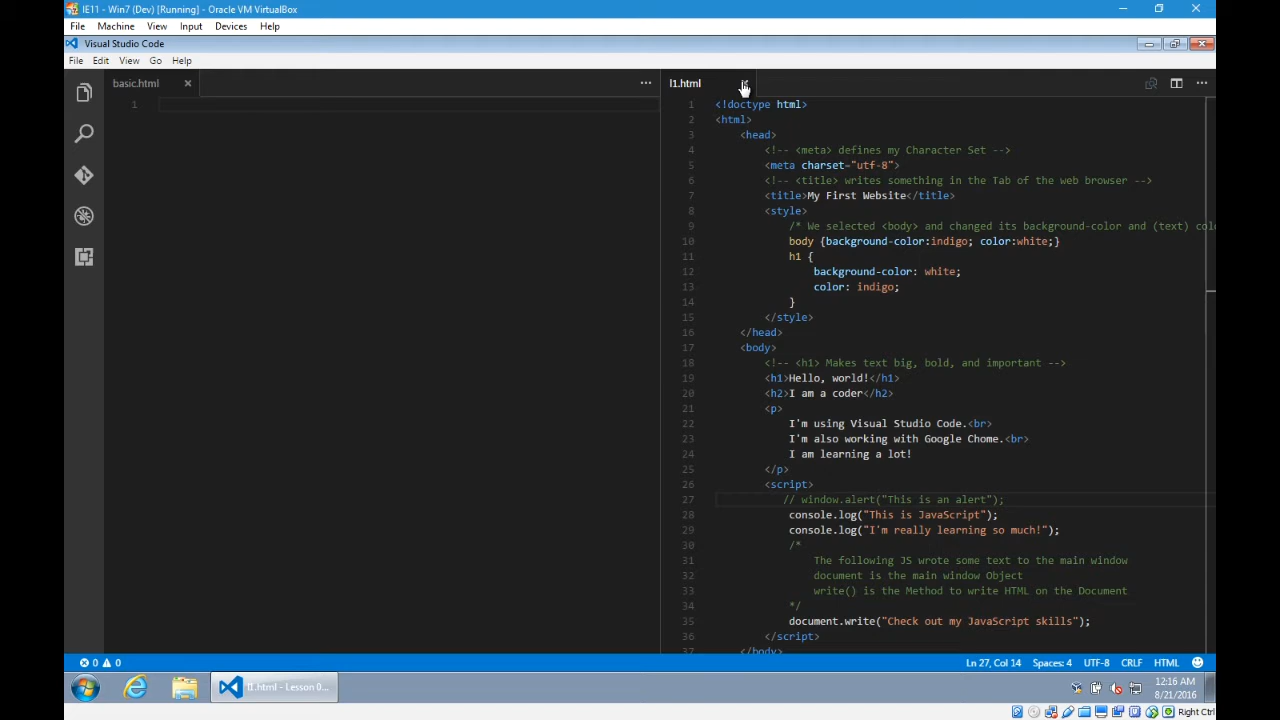 IE11 - Win7 (Dev) [Running] - Oracle VM VirtualBox
File Machine View Input Devices Help
Visual Studio Code
File Edit View Go Help
basic.html
1
l1.html
1 <!doctype html>
2 <html>
3 <head>
4 <!-- <meta> defines my Character Set -->
5 <meta charset="utf-8">
6 <!-- <title> writes something in the Tab of the web browser -->
7 <title>My First Website</title>
8 <style>
9 /* We selected <body> and changed its background-color and (text) col
10 body {background-color:indigo; color:white;}
11 h1 {
12 background-color: white;
13 color: indigo;
14 }
15 </style>
16 </head>
17 <body>
18 <!-- <h1> Makes text big, bold, and important -->
19 <h1>Hello, world!</h1>
20 <h2>I am a coder</h2>
21 <p>
22 I'm using Visual Studio Code.<br>
23 I'm also working with Google Chome.<br>
24 I am learning a lot!
25 </p>
26 <script>
27 // window.alert("This is an alert");
28 console.log("This is JavaScript");
29 console.log("I'm really learning so much!");
30 /*
31 The following JS wrote some text to the main window
32 document is the main window Object
33 write() is the Method to write HTML on the Document
34 */
35 document.write("Check out my JavaScript skills");
36 </script>
37 </body>
0 0 Ln 27, Col 14 Spaces: 4 UTF-8 CRLF HTML
l1.html - Lesson 0...
12:16 AM
8/21/2016
Right Ctrl